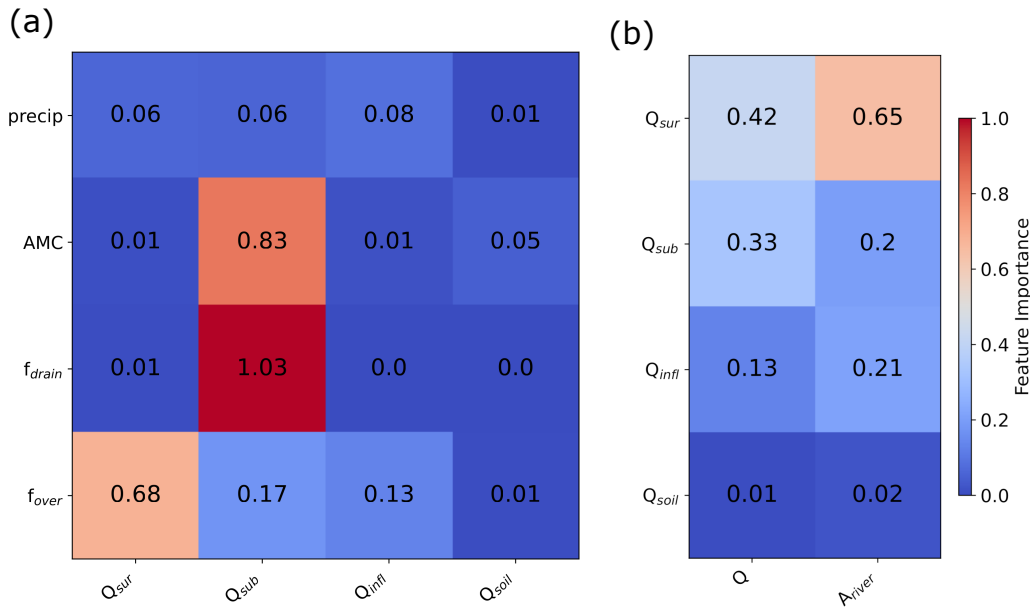 (a)
precip 0.06 0.06 0.08 0.01
AMC 0.01 0.83 0.01 0.05
f_drain 0.01 1.03 0.0 0.0
f_over 0.68 0.17 0.13 0.01
Q_sur Q_sub Q_infl Q_soil
(b)
Q_sur 0.42 0.65
Q_sub 0.33 0.2
Q_infl 0.13 0.21
Q_soil 0.01 0.02
Q A_river
1.0
0.8
0.6
0.4
0.2
0.0
Feature Importance